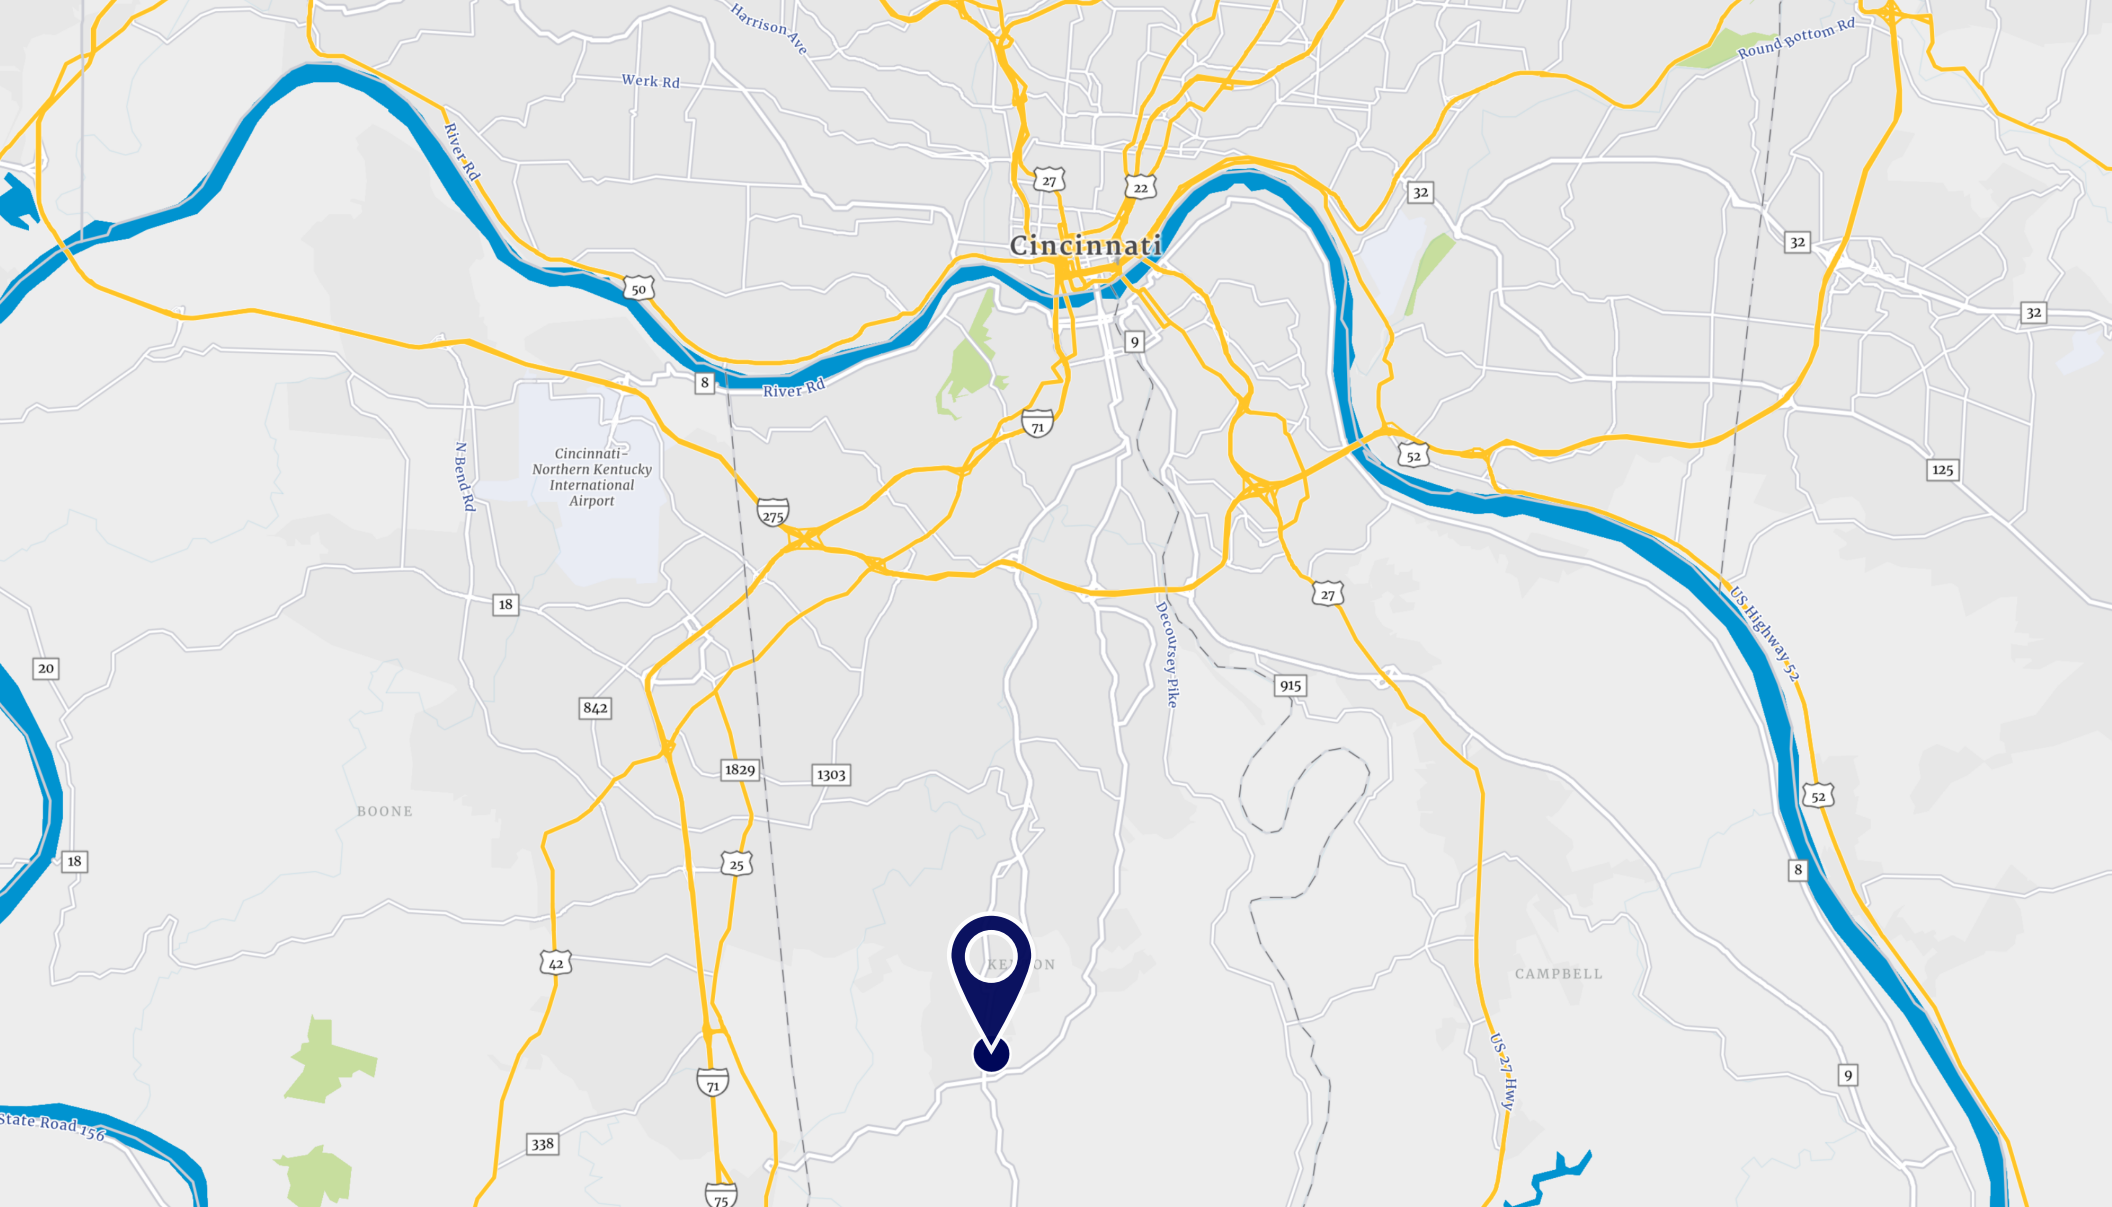 Harrison Ave
Round Bottom Rd
Werk Rd
River Rd
27
22
32
32
Cincinnati
50
32
9
8
River Rd
71
Cincinnati-
Northern Kentucky
International
Airport
N Bend Rd
52
125
275
18
27
Decoursey Pike
US Highway 52
20
915
842
1829
1303
52
BOONE
18
25
8
42
KENTON
CAMPBELL
US 27 Hwy
71
9
State Road 156
338
75